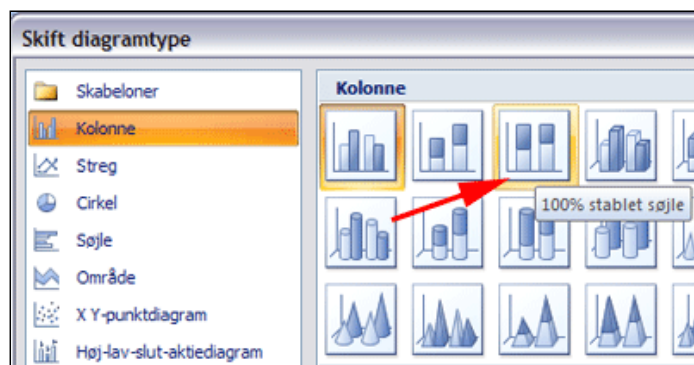 Skift diagramtype
Skabeloner
Kolonne
Streg
Cirkel
Søjle
Område
X Y-punktdiagram
Høj-lav-slut-aktiediagram
Kolonne
100% stablet søjle